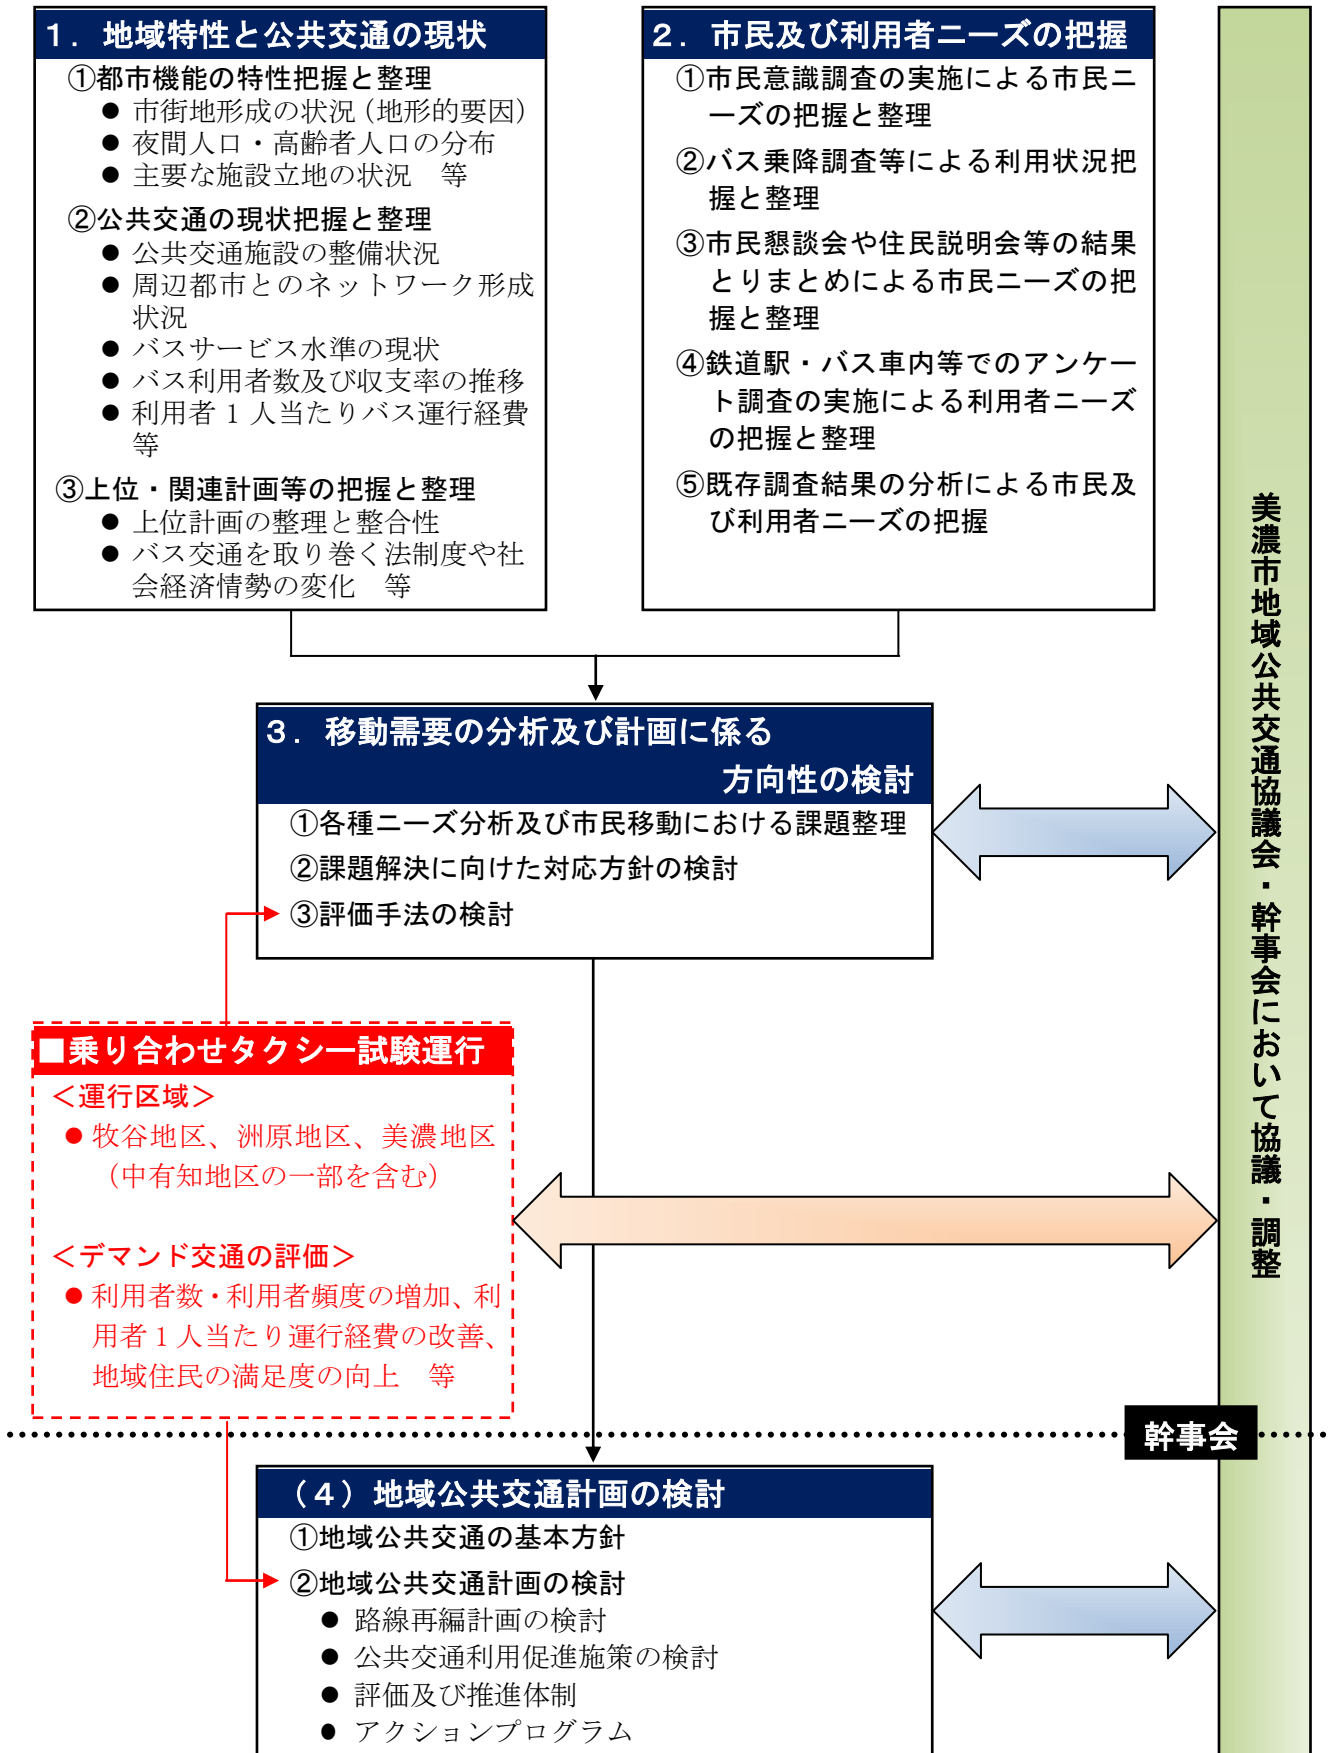 １．地域特性と公共交通の現状
①都市機能の特性把握と整理
● 市街地形成の状況（地形的要因）
● 夜間人口・高齢者人口の分布
● 主要な施設立地の状況　等
②公共交通の現状把握と整理
● 公共交通施設の整備状況
● 周辺都市とのネットワーク形成
状況
● バスサービス水準の現状
● バス利用者数及び収支率の推移
● 利用者 1 人当たりバス運行経費
等
③上位・関連計画等の把握と整理
● 上位計画の整理と整合性
● バス交通を取り巻く法制度や社
会経済情勢の変化　等
２．市民及び利用者ニーズの把握
①市民意識調査の実施による市民ニ
ーズの把握と整理
②バス乗降調査等による利用状況把
握と整理
③市民懇談会や住民説明会等の結果
とりまとめによる市民ニーズの把
握と整理
④鉄道駅・バス車内等でのアンケー
ト調査の実施による利用者ニーズ
の把握と整理
⑤既存調査結果の分析による市民及
び利用者ニーズの把握
３．移動需要の分析及び計画に係る
方向性の検討
①各種ニーズ分析及び市民移動における課題整理
②課題解決に向けた対応方針の検討
③評価手法の検討
■乗り合わせタクシー試験運行
＜運行区域＞
● 牧谷地区、洲原地区、美濃地区
（中有知地区の一部を含む）
＜デマンド交通の評価＞
● 利用者数・利用者頻度の増加、利
用者 1 人当たり運行経費の改善、
地域住民の満足度の向上　等
美濃市地域公共交通協議会・幹事会において協議・調整
幹事会
（４）地域公共交通計画の検討
①地域公共交通の基本方針
②地域公共交通計画の検討
● 路線再編計画の検討
● 公共交通利用促進施策の検討
● 評価及び推進体制
● アクションプログラム